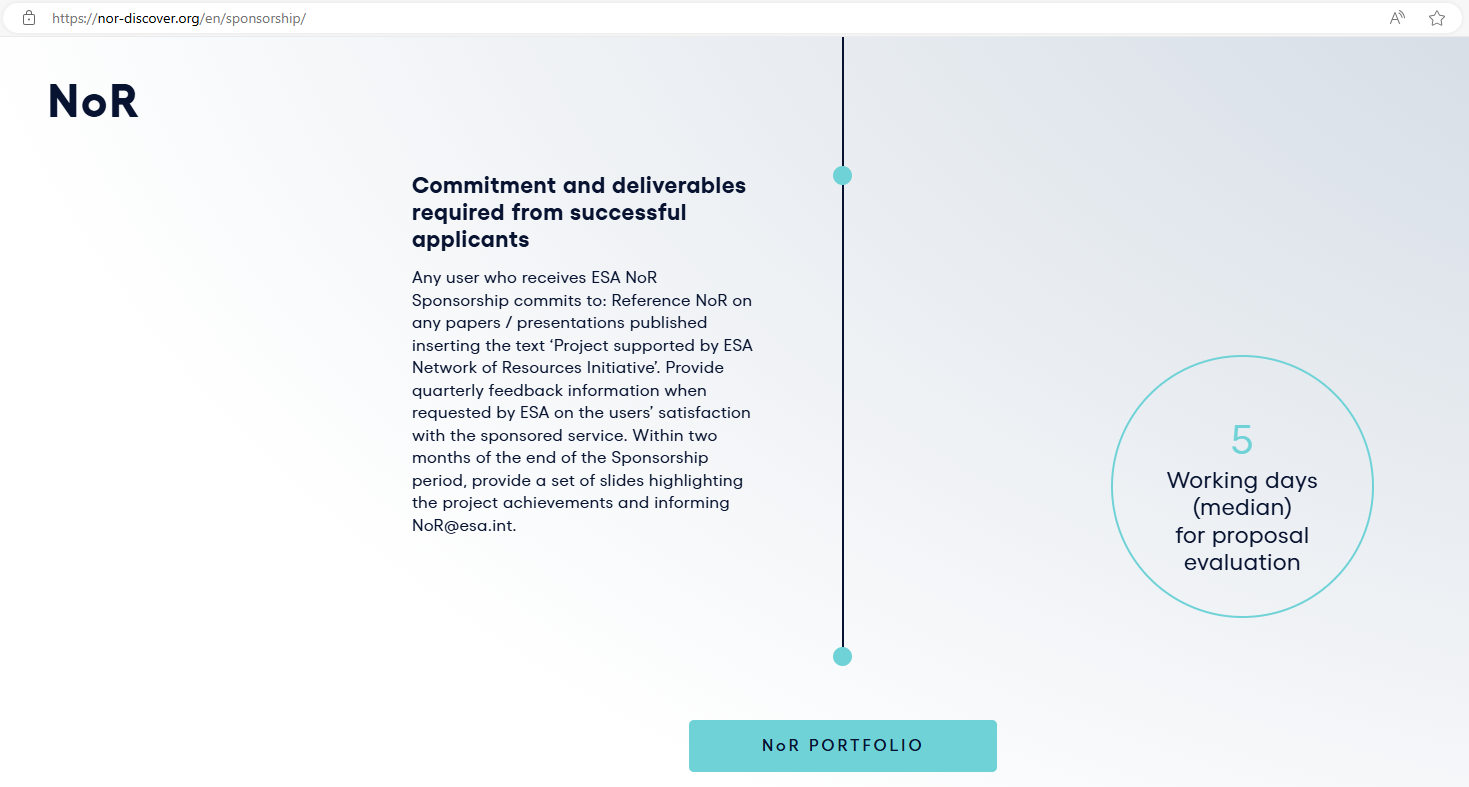 https://nor-discover.org/en/sponsorship/
NoR
Commitment and deliverables
required from successful
applicants
Any user who receives ESA NoR
Sponsorship commits to: Reference NoR on
any papers / presentations published
inserting the text ‘Project supported by ESA
Network of Resources Initiative’. Provide
quarterly feedback information when
requested by ESA on the users’ satisfaction
with the sponsored service. Within two
months of the end of the Sponsorship
period, provide a set of slides highlighting
the project achievements and informing
NoR@esa.int.
5
Working days
(median)
for proposal
evaluation
NoR PORTFOLIO